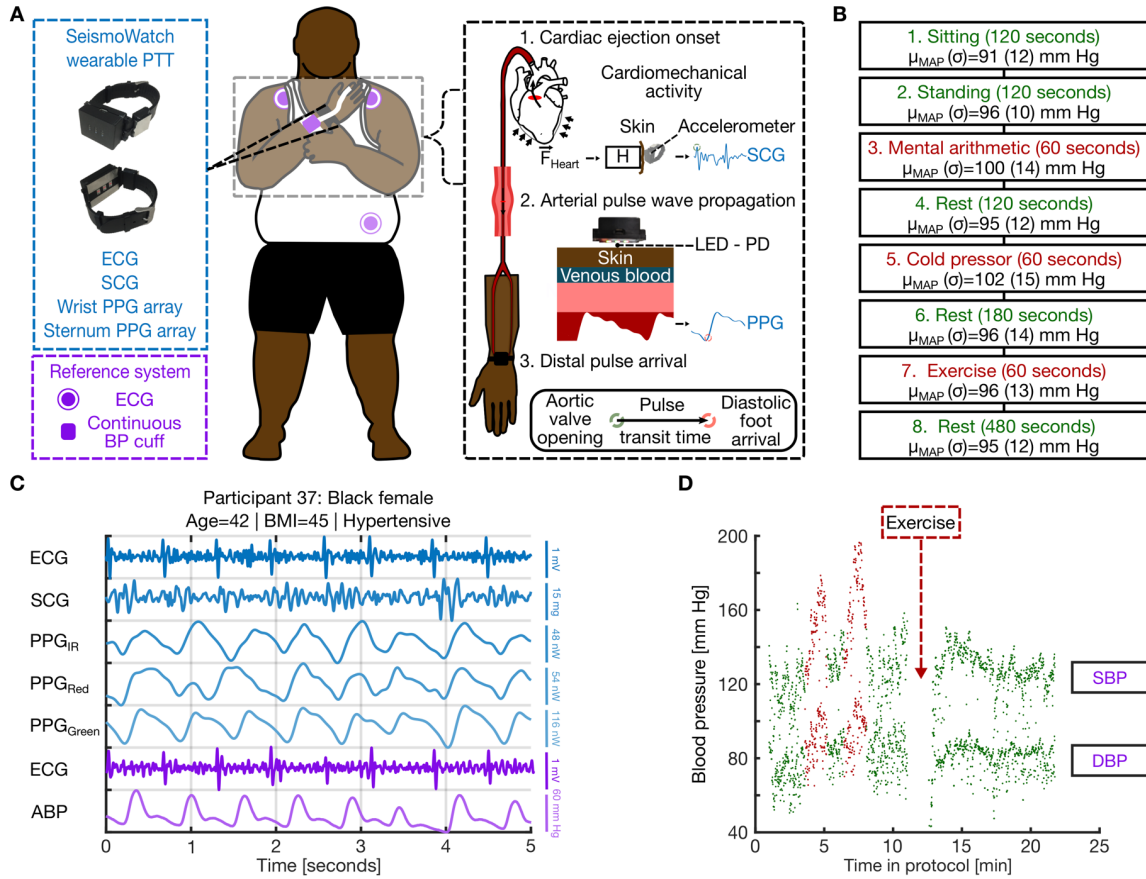 A
SeismoWatch
wearable PTT
ECG
SCG
Wrist PPG array
Sternum PPG array
Reference system
ECG
Continuous
BP cuff
1. Cardiac ejection onset
Cardiomechanical
activity
Skin
Accelerometer
F Heart
H
SCG
2. Arterial pulse wave propagation
LED - PD
Skin
Venous blood
PPG
3. Distal pulse arrival
Aortic
valve
opening
Pulse
transit time
Diastolic
foot
arrival
B
1. Sitting (120 seconds)
μMAP (σ)=91 (12) mm Hg
2. Standing (120 seconds)
μMAP (σ)=96 (10) mm Hg
3. Mental arithmetic (60 seconds)
μMAP (σ)=100 (14) mm Hg
4. Rest (120 seconds)
μMAP (σ)=95 (12) mm Hg
5. Cold pressor (60 seconds)
μMAP (σ)=102 (15) mm Hg
6. Rest (180 seconds)
μMAP (σ)=96 (14) mm Hg
7. Exercise (60 seconds)
μMAP (σ)=96 (13) mm Hg
8. Rest (480 seconds)
μMAP (σ)=95 (12) mm Hg
C
Participant 37: Black female
Age=42 | BMI=45 | Hypertensive
ECG
1 mV
SCG
15 mg
PPG IR
48 nW
PPG Red
54 nW
PPG Green
116 nW
ECG
1 mV
ABP
60 mm Hg
0 1 2 3 4 5
Time [seconds]
D
Exercise
Blood pressure [mm Hg]
200
160
120
80
40
SBP
DBP
0 5 10 15 20 25
Time in protocol [min]